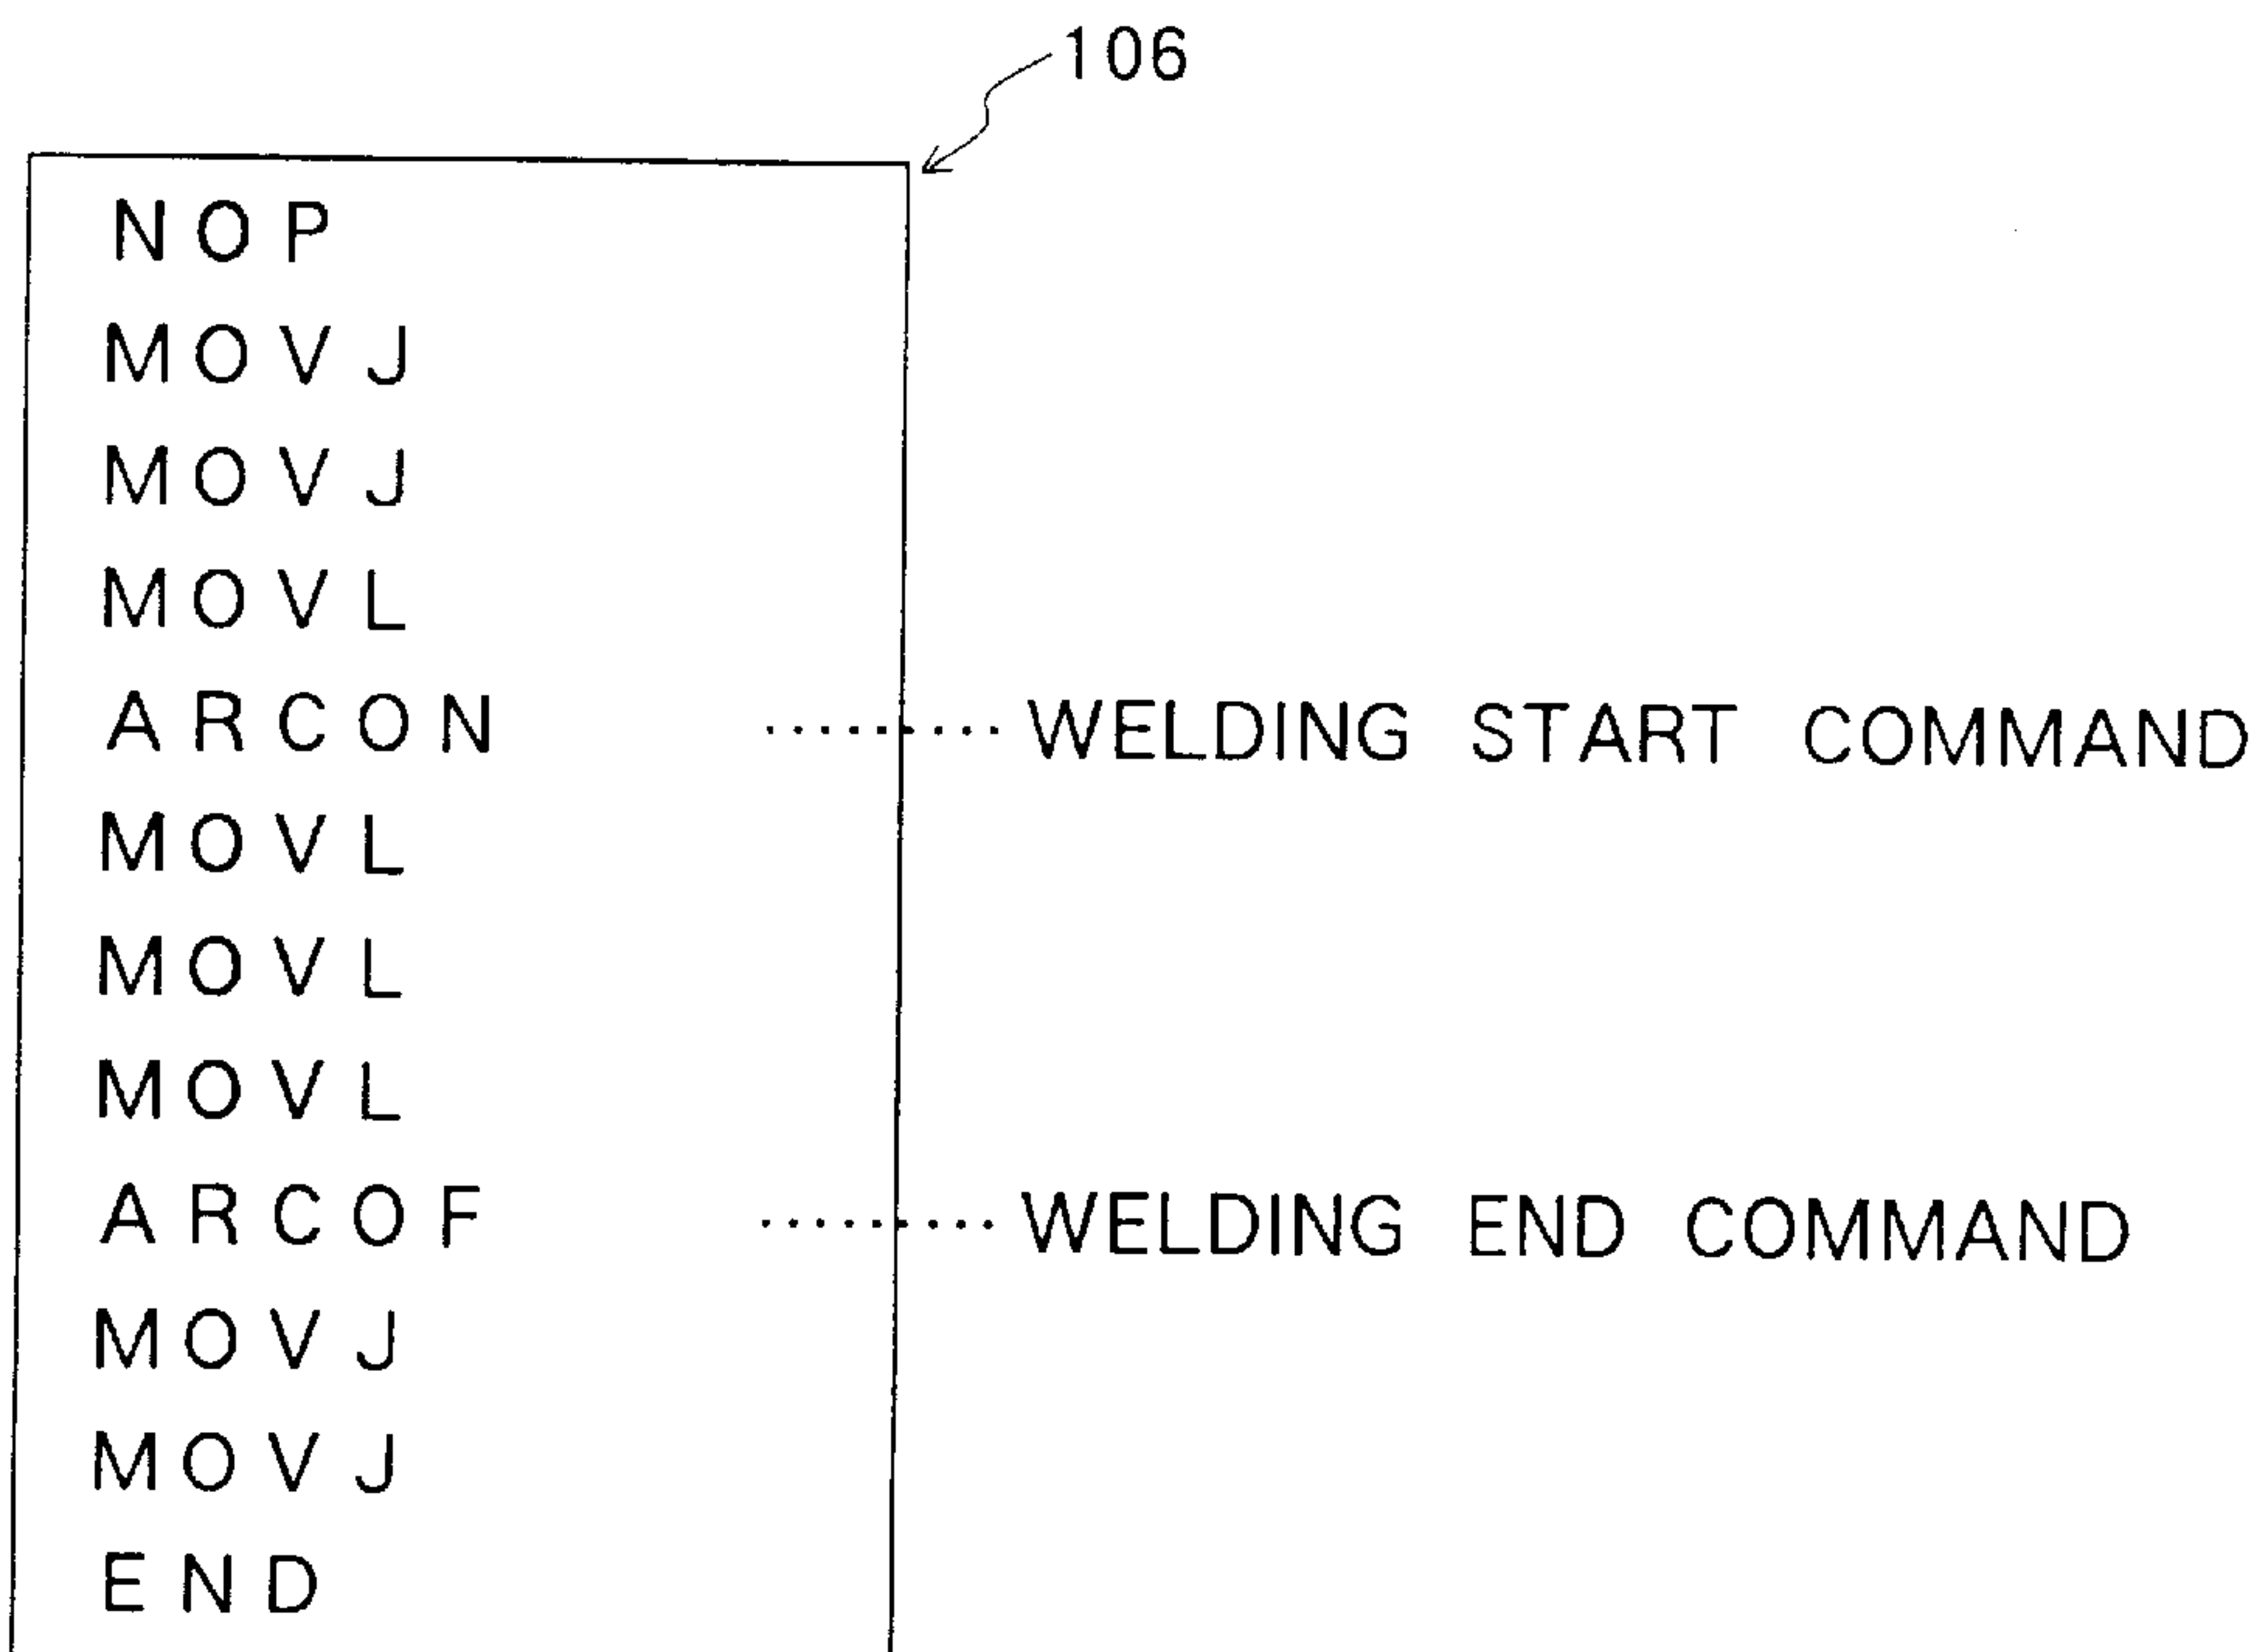 106
NOP
MOVJ
MOVJ
MOVL
ARCON ......... WELDING START COMMAND
MOVL
MOVL
MOVL
ARCOF ......... WELDING END COMMAND
MOVJ
MOVJ
END